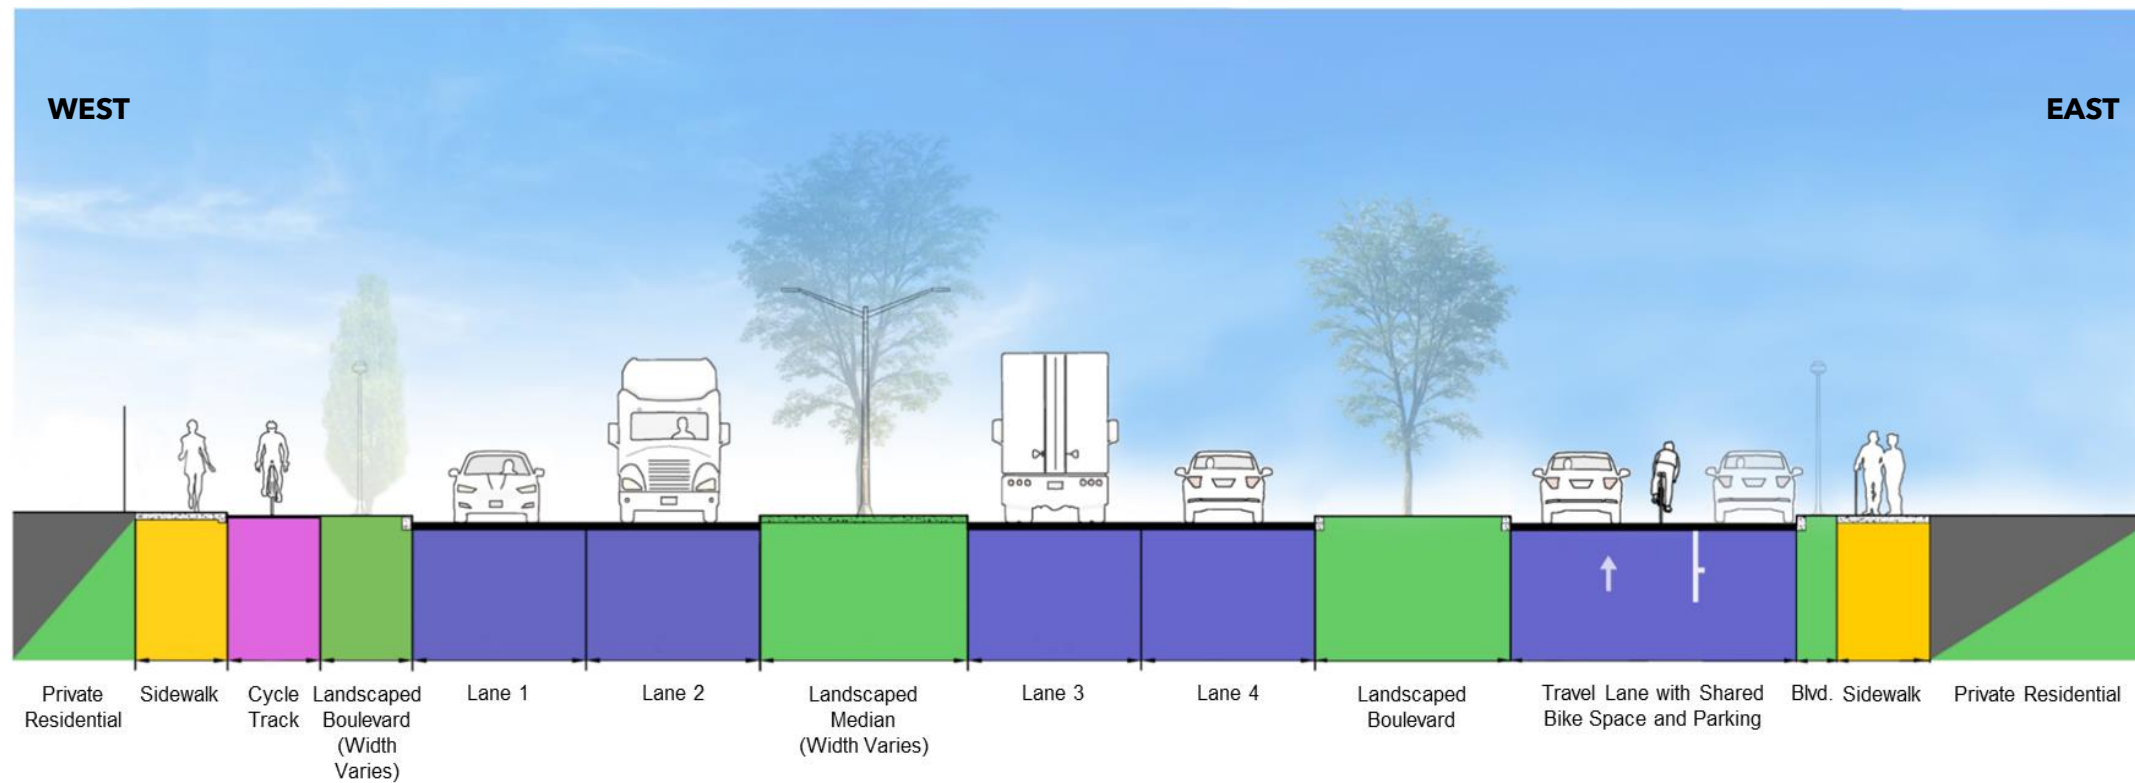 WEST
EAST
Private
Residential
Sidewalk
Cycle
Track
Landscaped
Boulevard
(Width
Varies)
Lane 1
Lane 2
Landscaped
Median
(Width Varies)
Lane 3
Lane 4
Landscaped
Boulevard
Travel Lane with Shared
Bike Space and Parking
Blvd.
Sidewalk
Private Residential